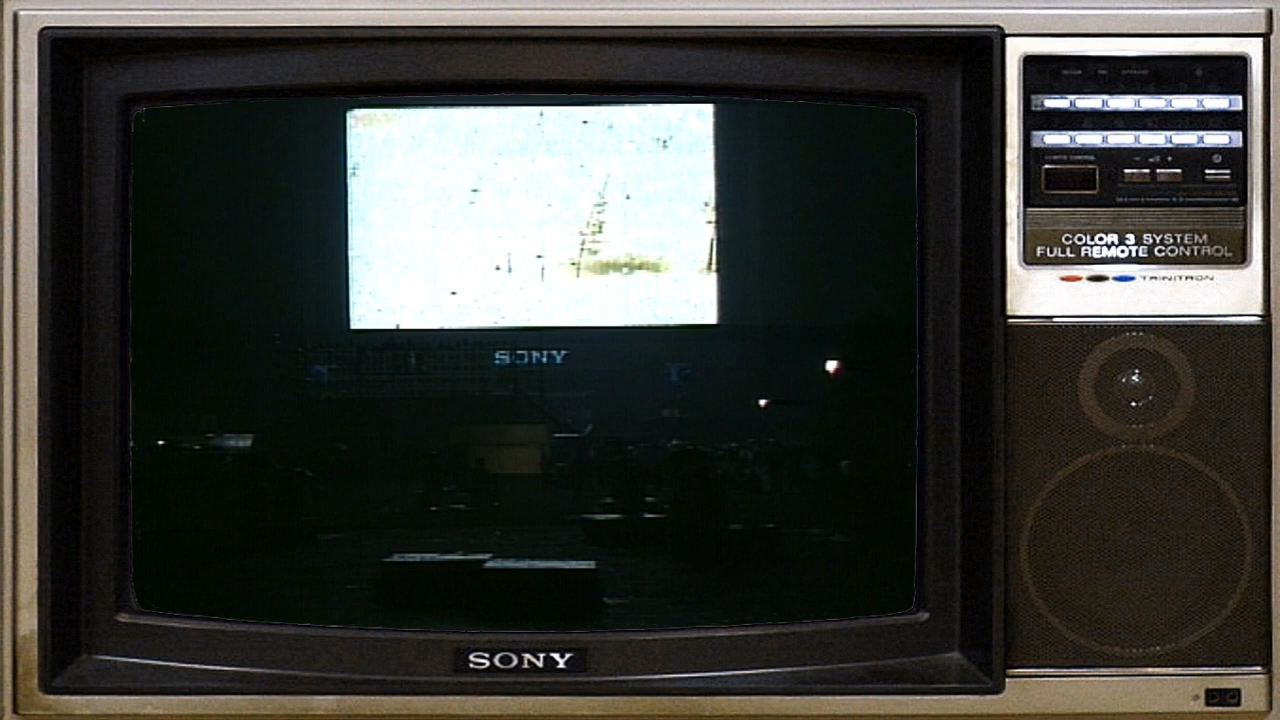 SONY
COLOR 3 SYSTEM
FULL REMOTE CONTROL
TRINITRON
SONY